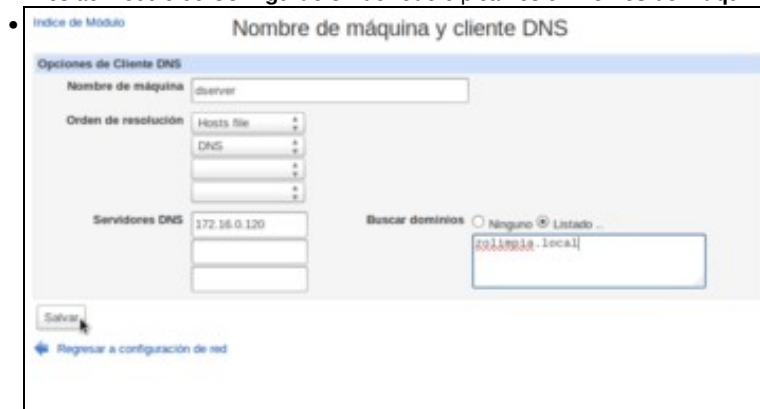 Indice de Módulo
Nombre de máquina y cliente DNS
Opciones de Cliente DNS
Nombre de máquina dserver
Orden de resolución Hosts file
DNS
Servidores DNS 172.16.0.120
Buscar dominios Ninguno Listado ..
zolimpia.local
Salvar
Regresar a configuración de red